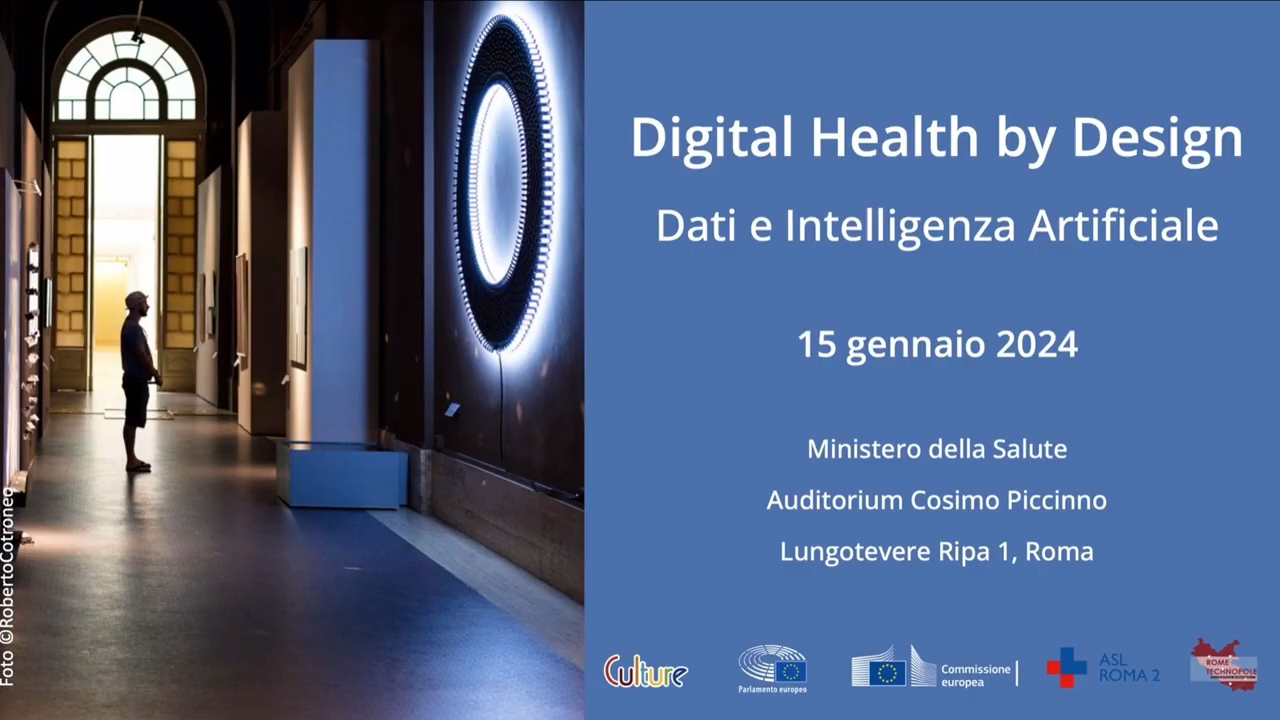 Digital Health by Design
Dati e Intelligenza Artificiale
15 gennaio 2024
Ministero della Salute
Auditorium Cosimo Piccinno
Lungotevere Ripa 1, Roma
Foto ©RobertoCotroneo
Culture
Parlamento europeo
Commissione
europea
ASL
ROMA 2
ROME
TECHNOPOLE